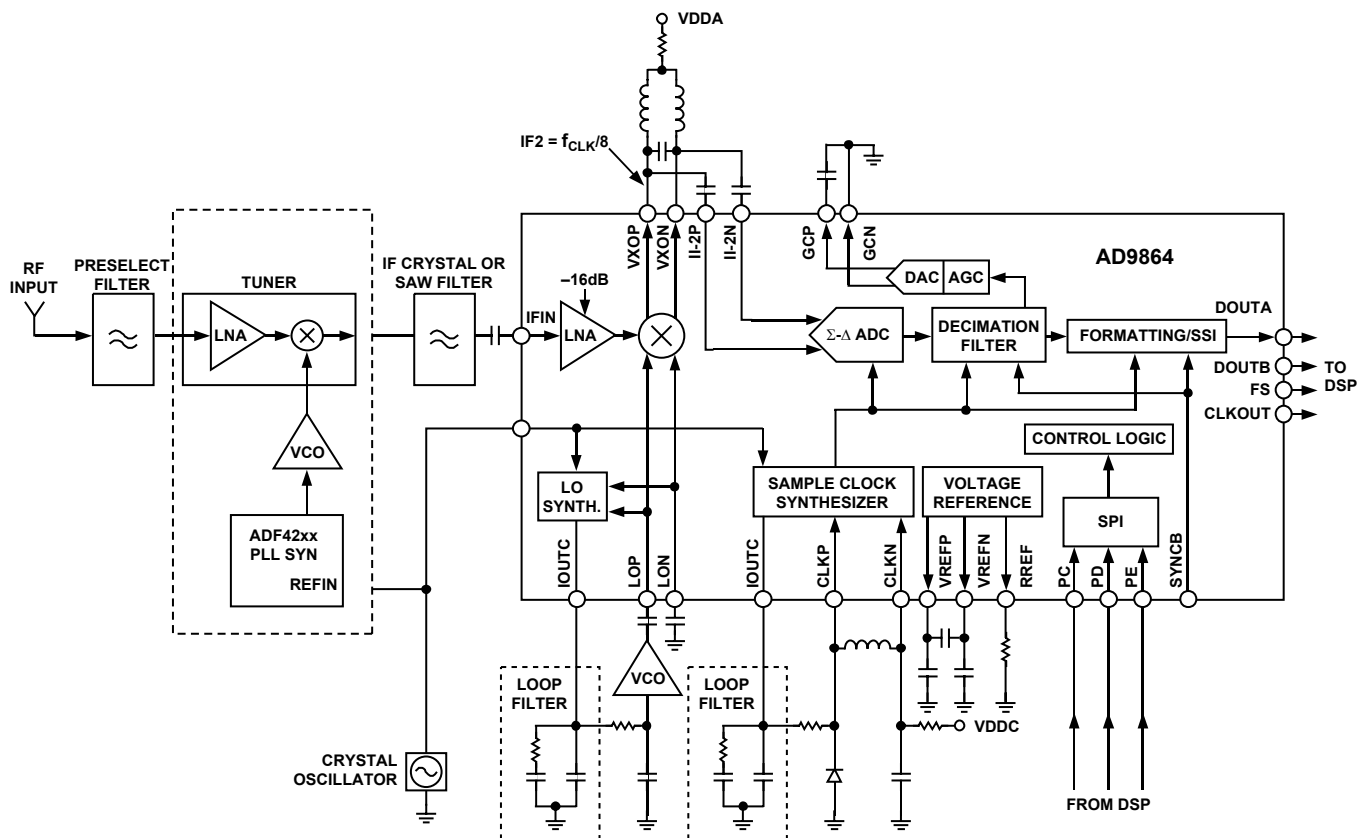 VDDA
IF2 = fCLK/8
VXOP
VXON
II-2P
II-2N
GCP
GCN
AD9864
RF
INPUT
PRESELECT
FILTER
TUNER
LNA
IF CRYSTAL OR
SAW FILTER
–16dB
IFIN
LNA
DAC
AGC
Σ-Δ ADC
DECIMATION
FILTER
FORMATTING/SSI
DOUTA
DOUTB
FS
CLKOUT
TO
DSP
VCO
ADF42xx
PLL SYN
REFIN
LO
SYNTH.
SAMPLE CLOCK
SYNTHESIZER
VOLTAGE
REFERENCE
CONTROL LOGIC
SPI
IOUTC
LOP
LON
IOUTC
CLKP
CLKN
VREFP
VREFN
RREF
PC
PD
PE
SYNCB
LOOP
FILTER
VCO
LOOP
FILTER
VDDC
CRYSTAL
OSCILLATOR
FROM DSP